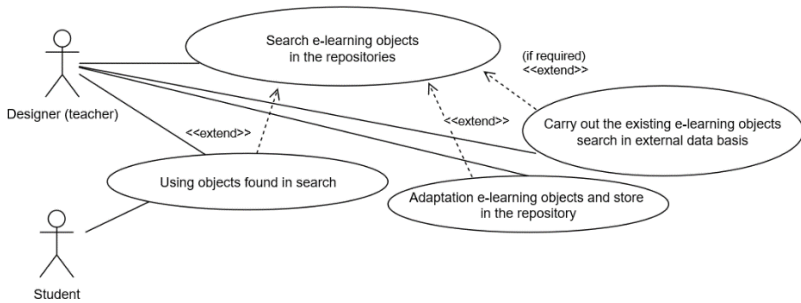 Search e-learning objects
in the repositories
(if required)
<<extend>>
Designer (teacher)
<<extend>>
<<extend>>
Carry out the existing e-learning objects
search in external data basis
Using objects found in search
Adaptation e-learning objects and store
in the repository
Student